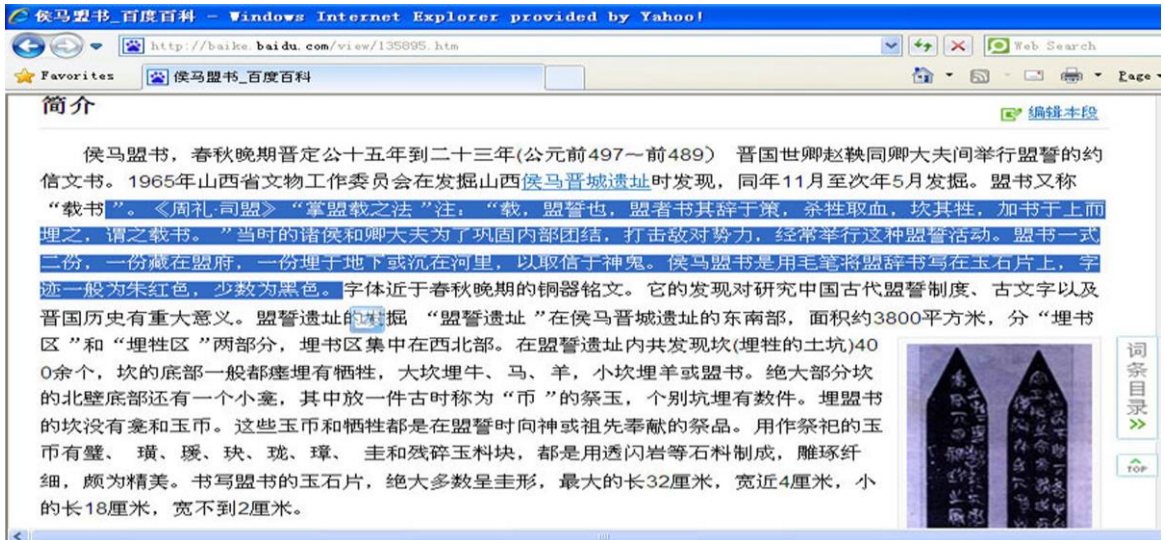 侯马盟书_百度百科 - Windows Internet Explorer provided by Yahoo!
http://baike.baidu.com/view/135895.htm
Web Search
Favorites
侯马盟书_百度百科
Page
简介
编辑本段
侯马盟书，春秋晚期晋定公十五年到二十三年(公元前497～前489） 晋国世卿赵鞅同卿大夫间举行盟誓的约
信文书。1965年山西省文物工作委员会在发掘山西侯马晋城遗址时发现，同年11月至次年5月发掘。盟书又称
“载书”。《周礼·司盟》“掌盟载之法”注：“载，盟誓也，盟者书其辞于策，杀牲取血，坎其牲，加书于上而
埋之，谓之载书。”当时的诸侯和卿大夫为了巩固内部团结，打击敌对势力，经常举行这种盟誓活动。盟书一式
二份，一份藏在盟府，一份埋于地下或沉在河里，以取信于神鬼。侯马盟书是用毛笔将盟辞书写在玉石片上，字
迹一般为朱红色，少数为黑色。字体近于春秋晚期的铜器铭文。它的发现对研究中国古代盟誓制度、古文字以及
晋国历史有重大意义。盟誓遗址的发掘 “盟誓遗址”在侯马晋城遗址的东南部，面积约3800平方米，分“埋书
区”和“埋牲区”两部分，埋书区集中在西北部。在盟誓遗址内共发现坎(埋牲的土坑)40
0余个，坎的底部一般都瘗埋有牺牲，大坎埋牛、马、羊，小坎埋羊或盟书。绝大部分坎
的北壁底部还有一个小龛，其中放一件古时称为“币”的祭玉，个别坑埋有数件。埋盟书
的坎没有龛和玉币。这些玉币和牺牲都是在盟誓时向神或祖先奉献的祭品。用作祭祀的玉
币有璧、 璜、瑗、玦、珑、璋、 圭和残碎玉料块，都是用透闪岩等石料制成，雕琢纤
细，颇为精美。书写盟书的玉石片，绝大多数呈圭形，最大的长32厘米，宽近4厘米，小
的长18厘米，宽不到2厘米。
词条目录
TOP